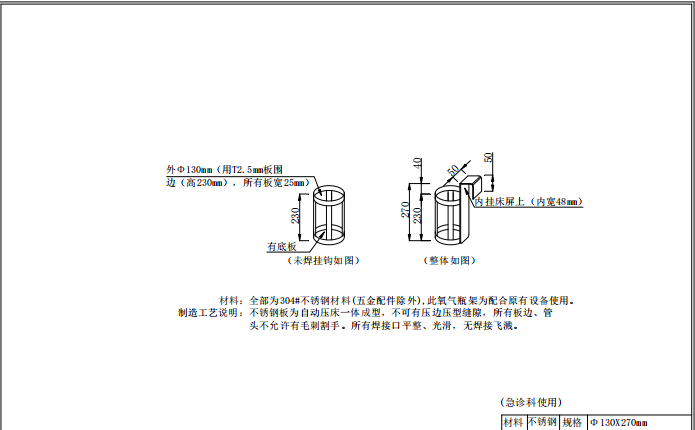 外Φ130mm（用T2.5mm板围
边（高230mm），所有板宽25mm）
230
有底板
（未焊挂钩如图）
40
50
50
270
230
内挂床屏上（内宽48mm）
（整体如图）
材料：全部为304#不锈钢材料(五金配件除外),此氧气瓶架为配合原有设备使用。
制造工艺说明：不锈钢板为自动压床一体成型，不可有压边压型缝隙，所有板边、管
头不允许有毛刺割手。所有焊接口平整、光滑，无焊接飞溅。
(急诊科使用)
材料 不锈钢 规格 Φ130X270mm